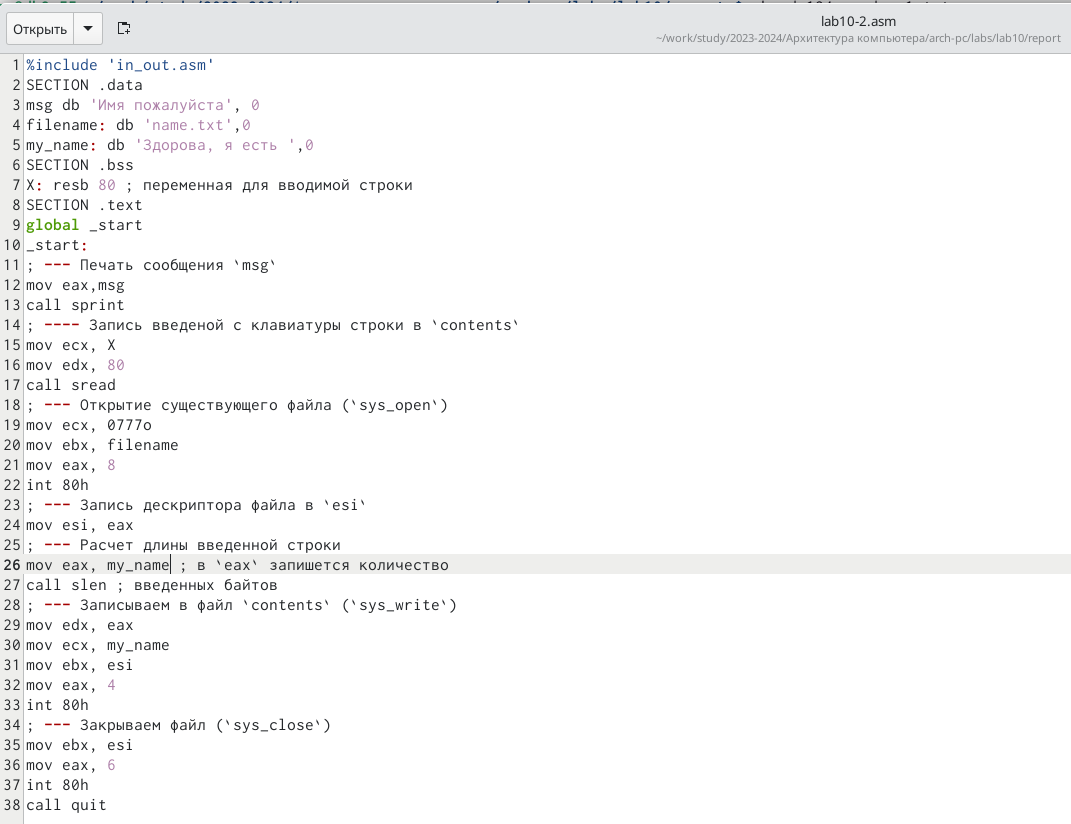 Открыть
lab10-2.asm
~/work/study/2023-2024/Архитектура компьютера/arch-pc/labs/lab10/report
1 %include 'in_out.asm'
2 SECTION .data
3 msg db 'Имя пожалуйста', 0
4 filename: db 'name.txt',0
5 my_name: db 'Здорова, я есть ',0
6 SECTION .bss
7 X: resb 80 ; переменная для вводимой строки
8 SECTION .text
9 global _start
10 _start:
11 ; --- Печать сообщения `msg`
12 mov eax,msg
13 call sprint
14 ; ---- Запись введеной с клавиатуры строки в `contents`
15 mov ecx, X
16 mov edx, 80
17 call sread
18 ; --- Открытие существующего файла (`sys_open`)
19 mov ecx, 0777o
20 mov ebx, filename
21 mov eax, 8
22 int 80h
23 ; --- Запись дескриптора файла в `esi`
24 mov esi, eax
25 ; --- Расчет длины введенной строки
26 mov eax, my_name ; в `eax` запишется количество
27 call slen ; введенных байтов
28 ; --- Записываем в файл `contents` (`sys_write`)
29 mov edx, eax
30 mov ecx, my_name
31 mov ebx, esi
32 mov eax, 4
33 int 80h
34 ; --- Закрываем файл (`sys_close`)
35 mov ebx, esi
36 mov eax, 6
37 int 80h
38 call quit